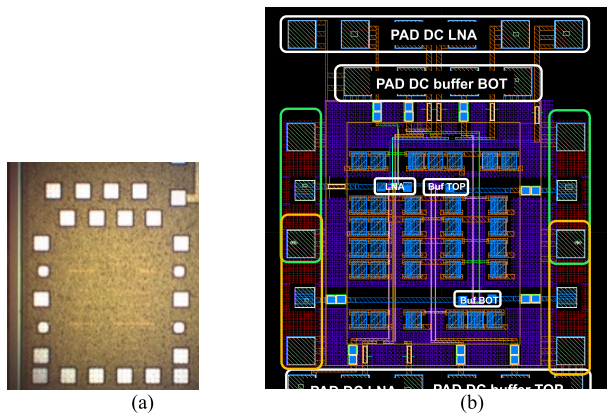 PAD DC LNA
PAD DC buffer BOT
LNA
Buf TOP
Buf BOT
PAD DC LNA PAD DC buffer TOP
(a)
(b)